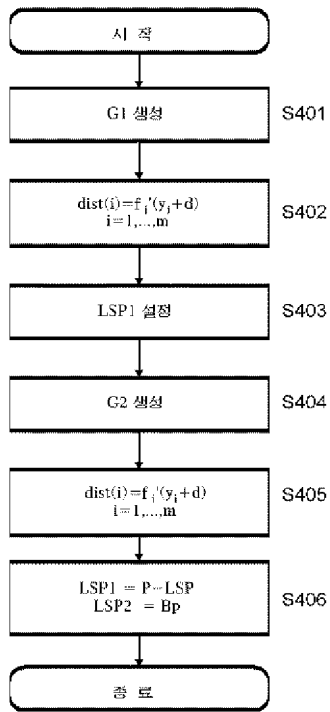 시 작
G1 생성
S401
dist(i)=f_i'(y_i+d)
i=1,...,m
S402
LSP1 설정
S403
G2 생성
S404
dist(i)=f_i'(y_i+d)
i=1,...,m
S405
LSP1 = P-LSP
LSP2 = Bp
S406
종 료